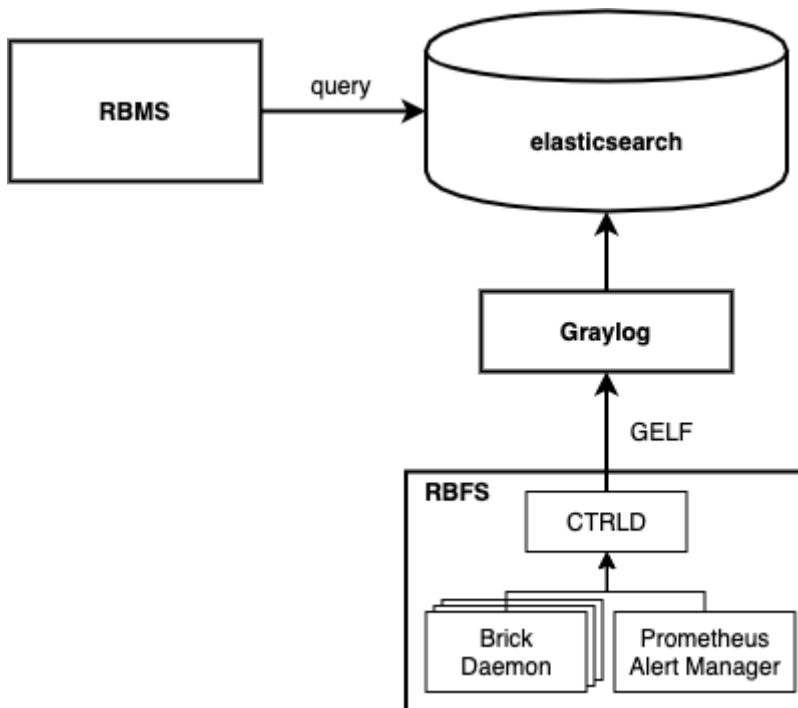 RBMS
query
elasticsearch
Graylog
GELF
RBFS
CTRLD
Brick
Daemon
Prometheus
Alert Manager